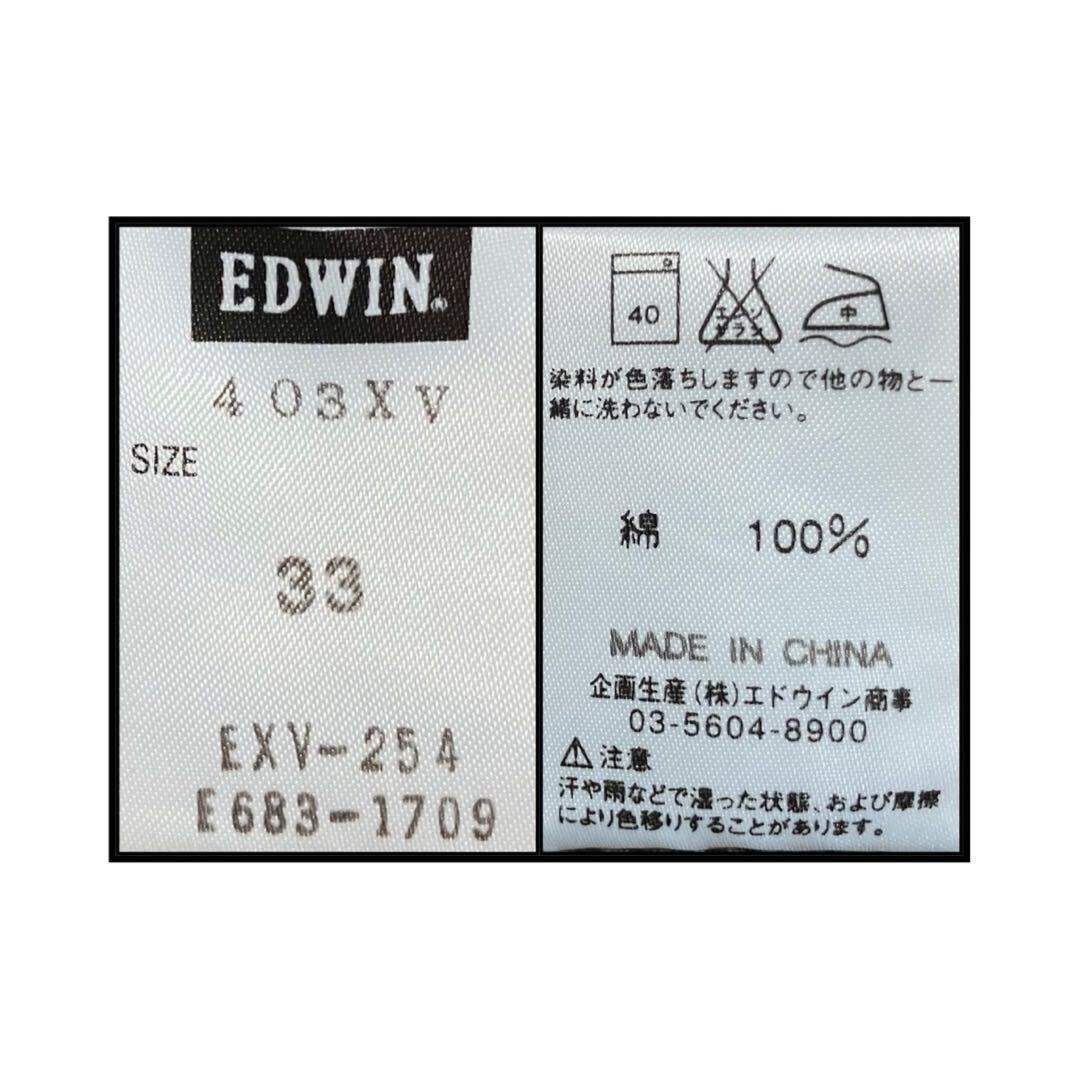 EDWIN®
403XV
SIZE
33
EXV-254
E683-1709
40
エンソ
サラシ
中
染料が色落ちしますので他の物と一
緒に洗わないでください。
綿 100%
MADE IN CHINA
企画生産(株)エドウイン商事
03-5604-8900
⚠注意
汗や雨などで湿った状態、および摩擦
により色移りすることがあります。